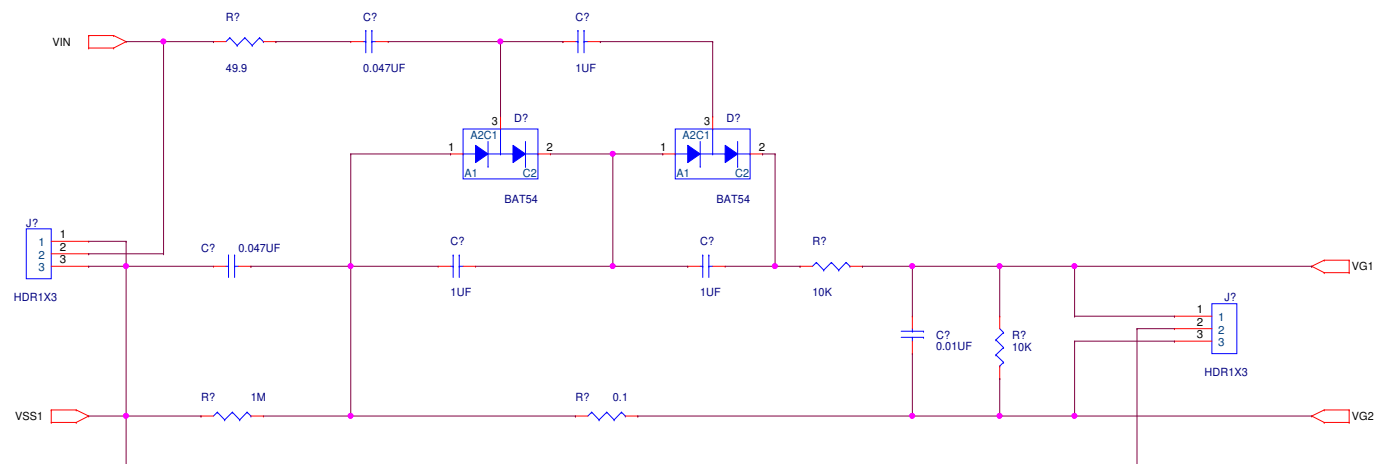 R? C? C?
VIN
49.9 0.047UF 1UF
3 D? 3 D?
A2C1 A2C1
1 2 1 2
A1 C2 A1 C2
BAT54 BAT54
J?
1 1
2 2
3 3
HDR1X3
C? 0.047UF C? C? R?
1UF 1UF 10K
VG1
J?
1 1
2 2
3 3
HDR1X3
C? R?
0.01UF 10K
R? 1M R? 0.1
VSS1 VG2